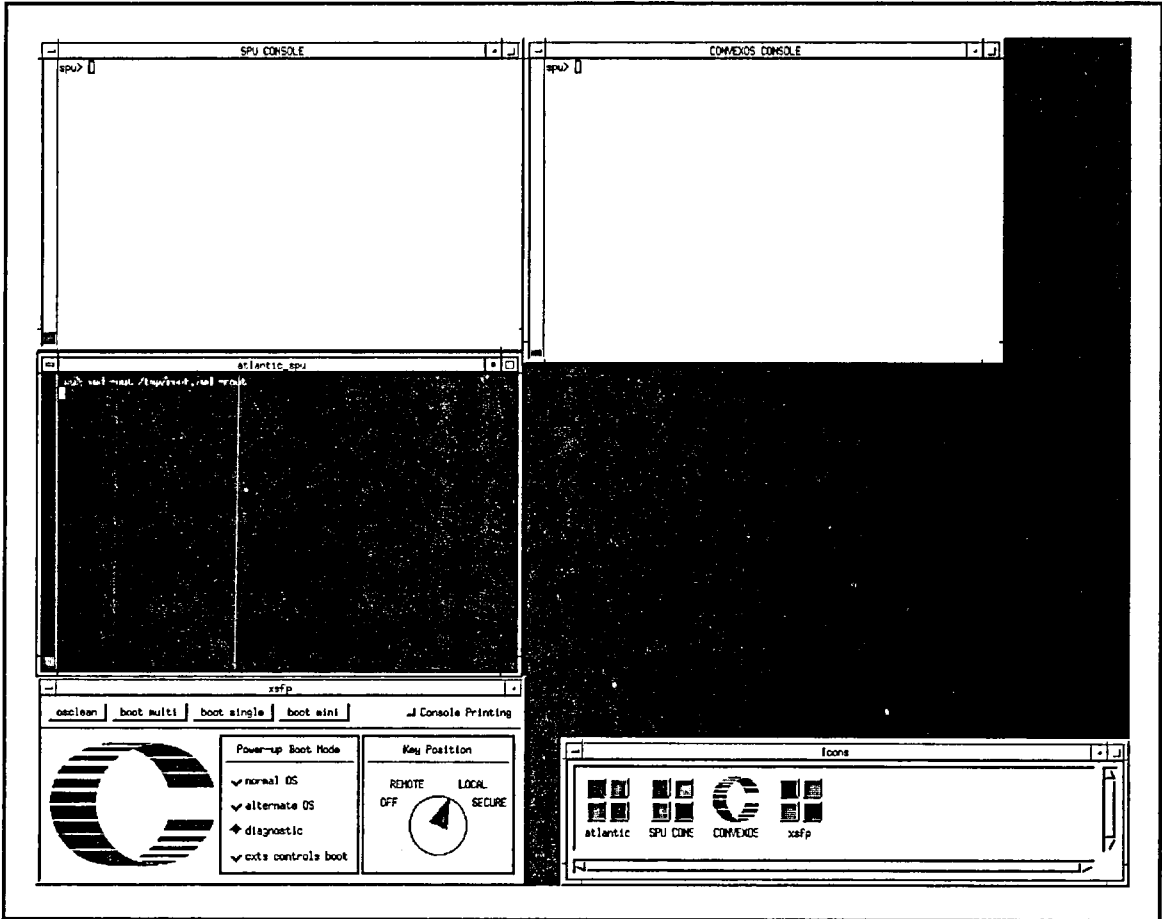 SPU CONSOLE
spu>
CONVEXOS CONSOLE
spu>
atlantic_spu
xsfp
osclean boot multi boot single boot mini Console Printing
Power-up Boot Mode
normal OS
alternate OS
diagnostic
cxts controls boot
Key Position
REMOTE LOCAL
OFF SECURE
Icons
atlantic SPU CONS CONVEXOS xsfp